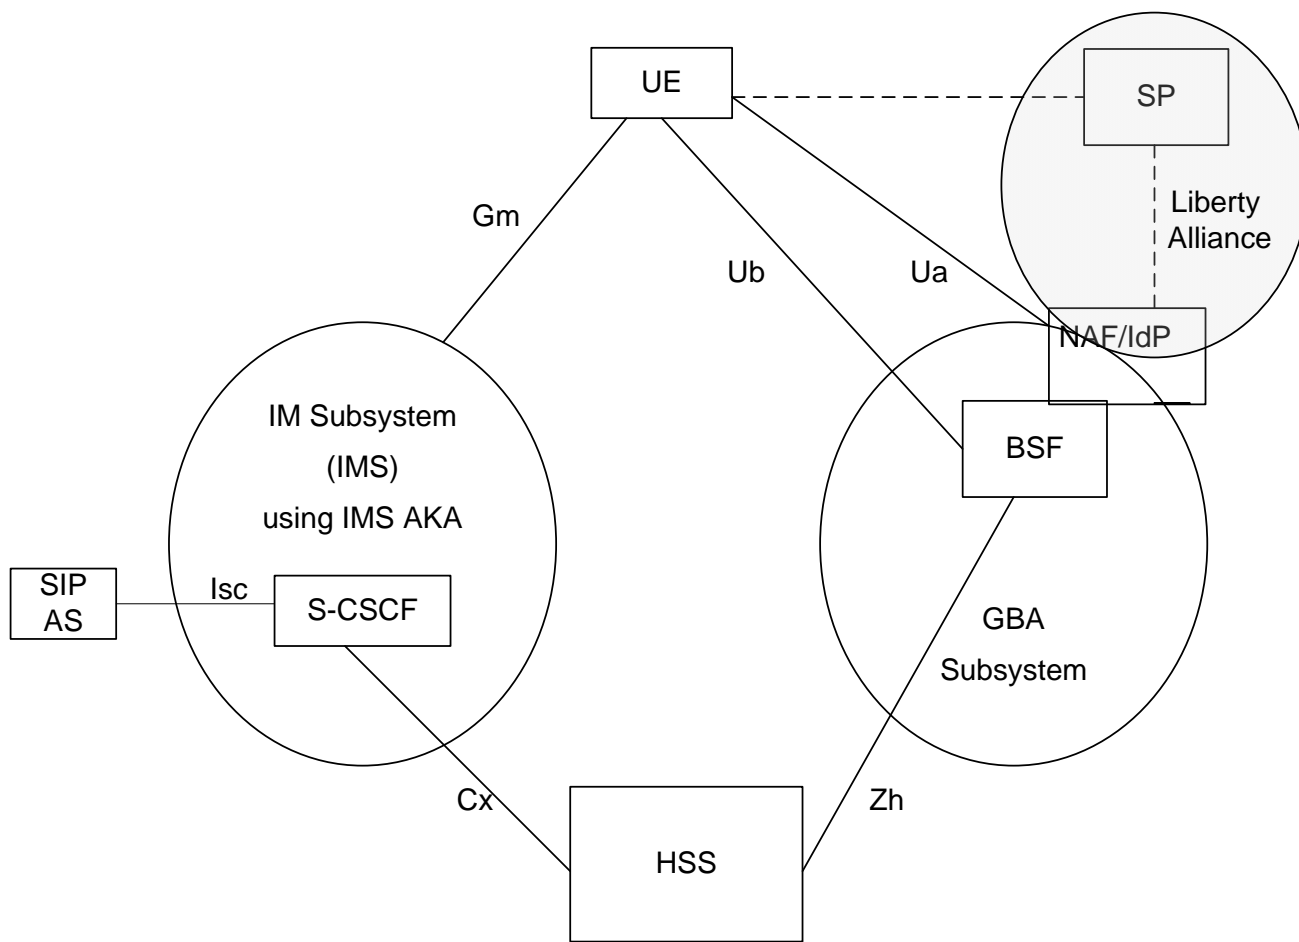 UE
SP
Gm
Liberty
Alliance
Ub
Ua
NAF/IdP
IM Subsystem
(IMS)
using IMS AKA
BSF
SIP
AS
Isc
S-CSCF
GBA
Subsystem
Cx
Zh
HSS